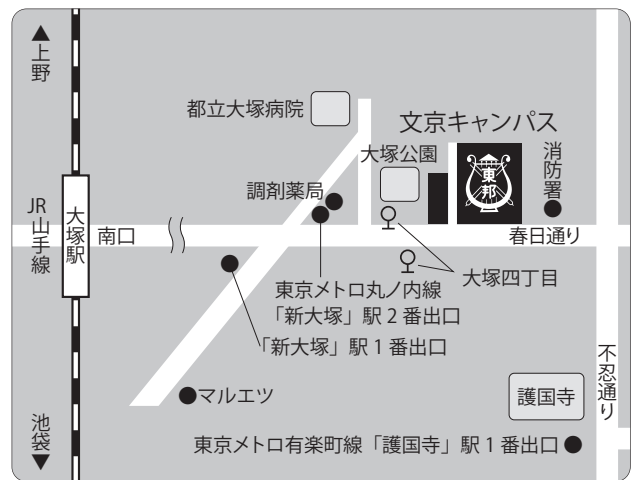 ▲上野
都立大塚病院
文京キャンパス
大塚公園
消防署
東邦
調剤薬局
JR山手線
大塚駅
南口
春日通り
大塚四丁目
東京メトロ丸ノ内線
「新大塚」駅2番出口
「新大塚」駅1番出口
不忍通り
マルエツ
護国寺
池袋▼
東京メトロ有楽町線「護国寺」駅1番出口